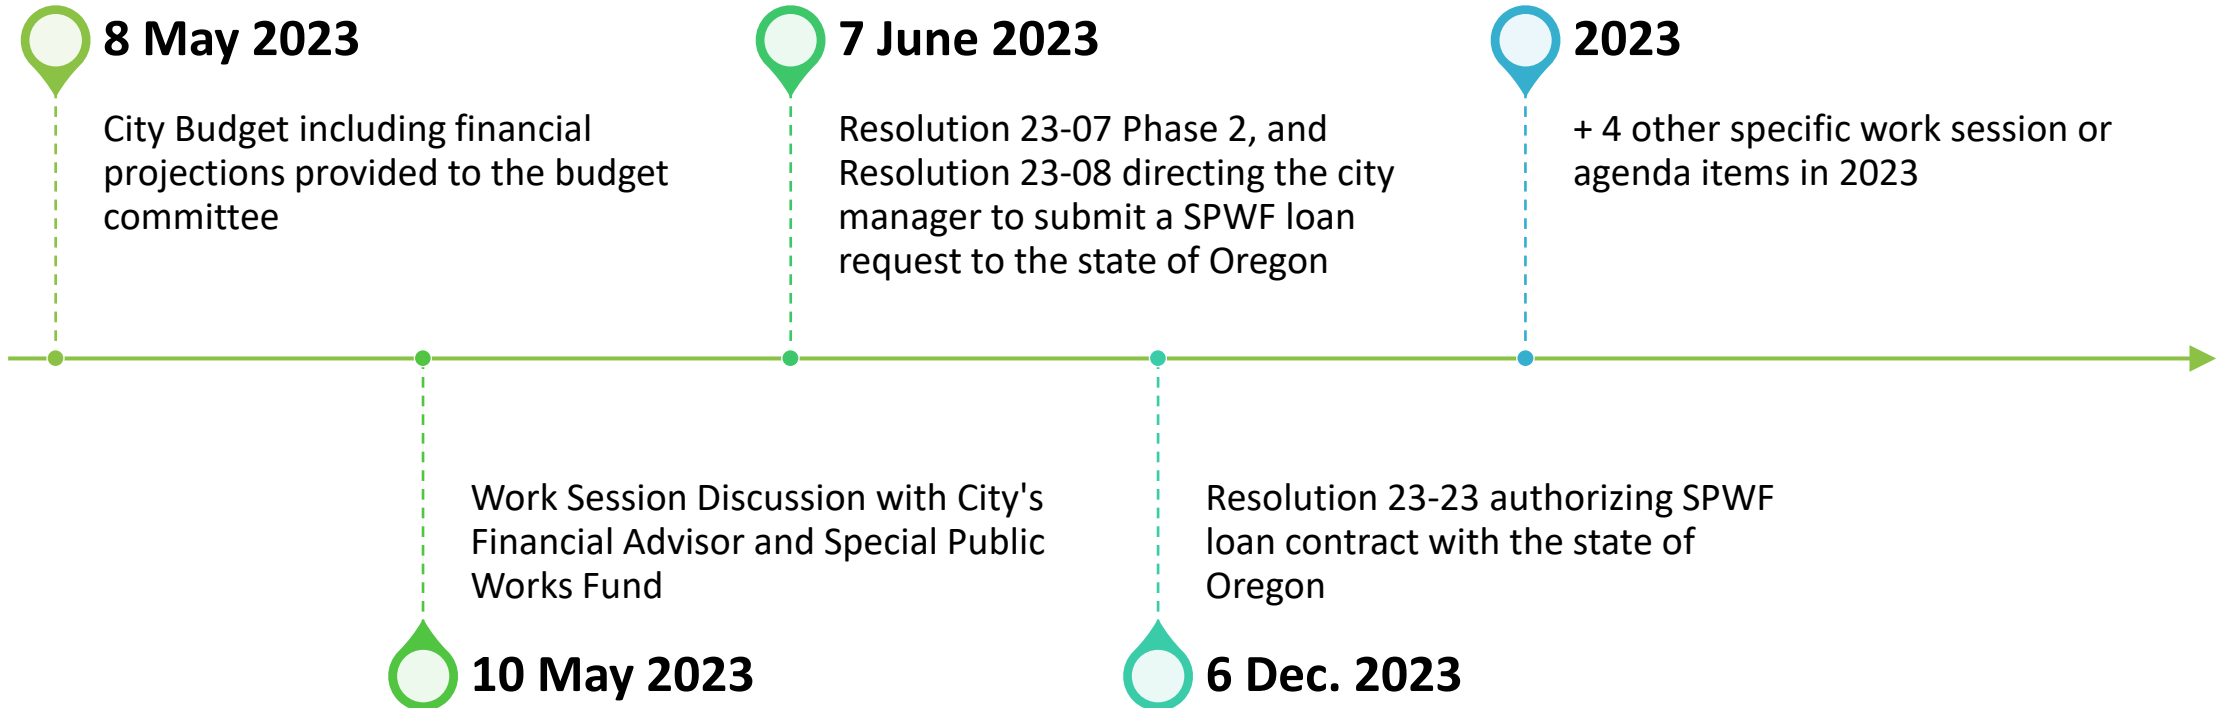 8 May 2023
City Budget including financial
projections provided to the budget
committee
10 May 2023
Work Session Discussion with City's
Financial Advisor and Special Public
Works Fund
7 June 2023
Resolution 23-07 Phase 2, and
Resolution 23-08 directing the city
manager to submit a SPWF loan
request to the state of Oregon
6 Dec. 2023
Resolution 23-23 authorizing SPWF
loan contract with the state of
Oregon
2023
+ 4 other specific work session or
agenda items in 2023